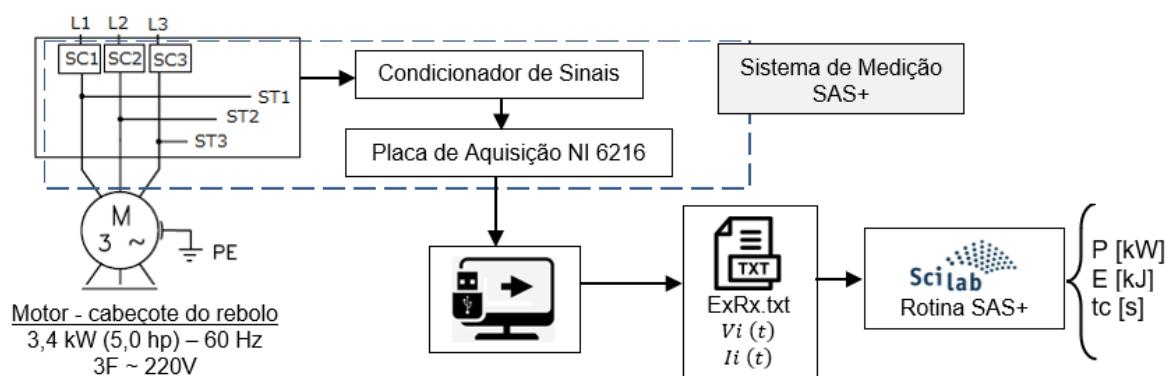 L1 L2 L3
SC1 SC2 SC3
ST1
ST2
ST3
M
3 ~
PE
Motor - cabeçote do rebolo
3,4 kW (5,0 hp) – 60 Hz
3F ~ 220V
Condicionador de Sinais
Placa de Aquisição NI 6216
Sistema de Medição
SAS+
TXT
ExRx.txt
Vi (t)
Ii (t)
Scilab
Rotina SAS+
P [kW]
E [kJ]
tc [s]